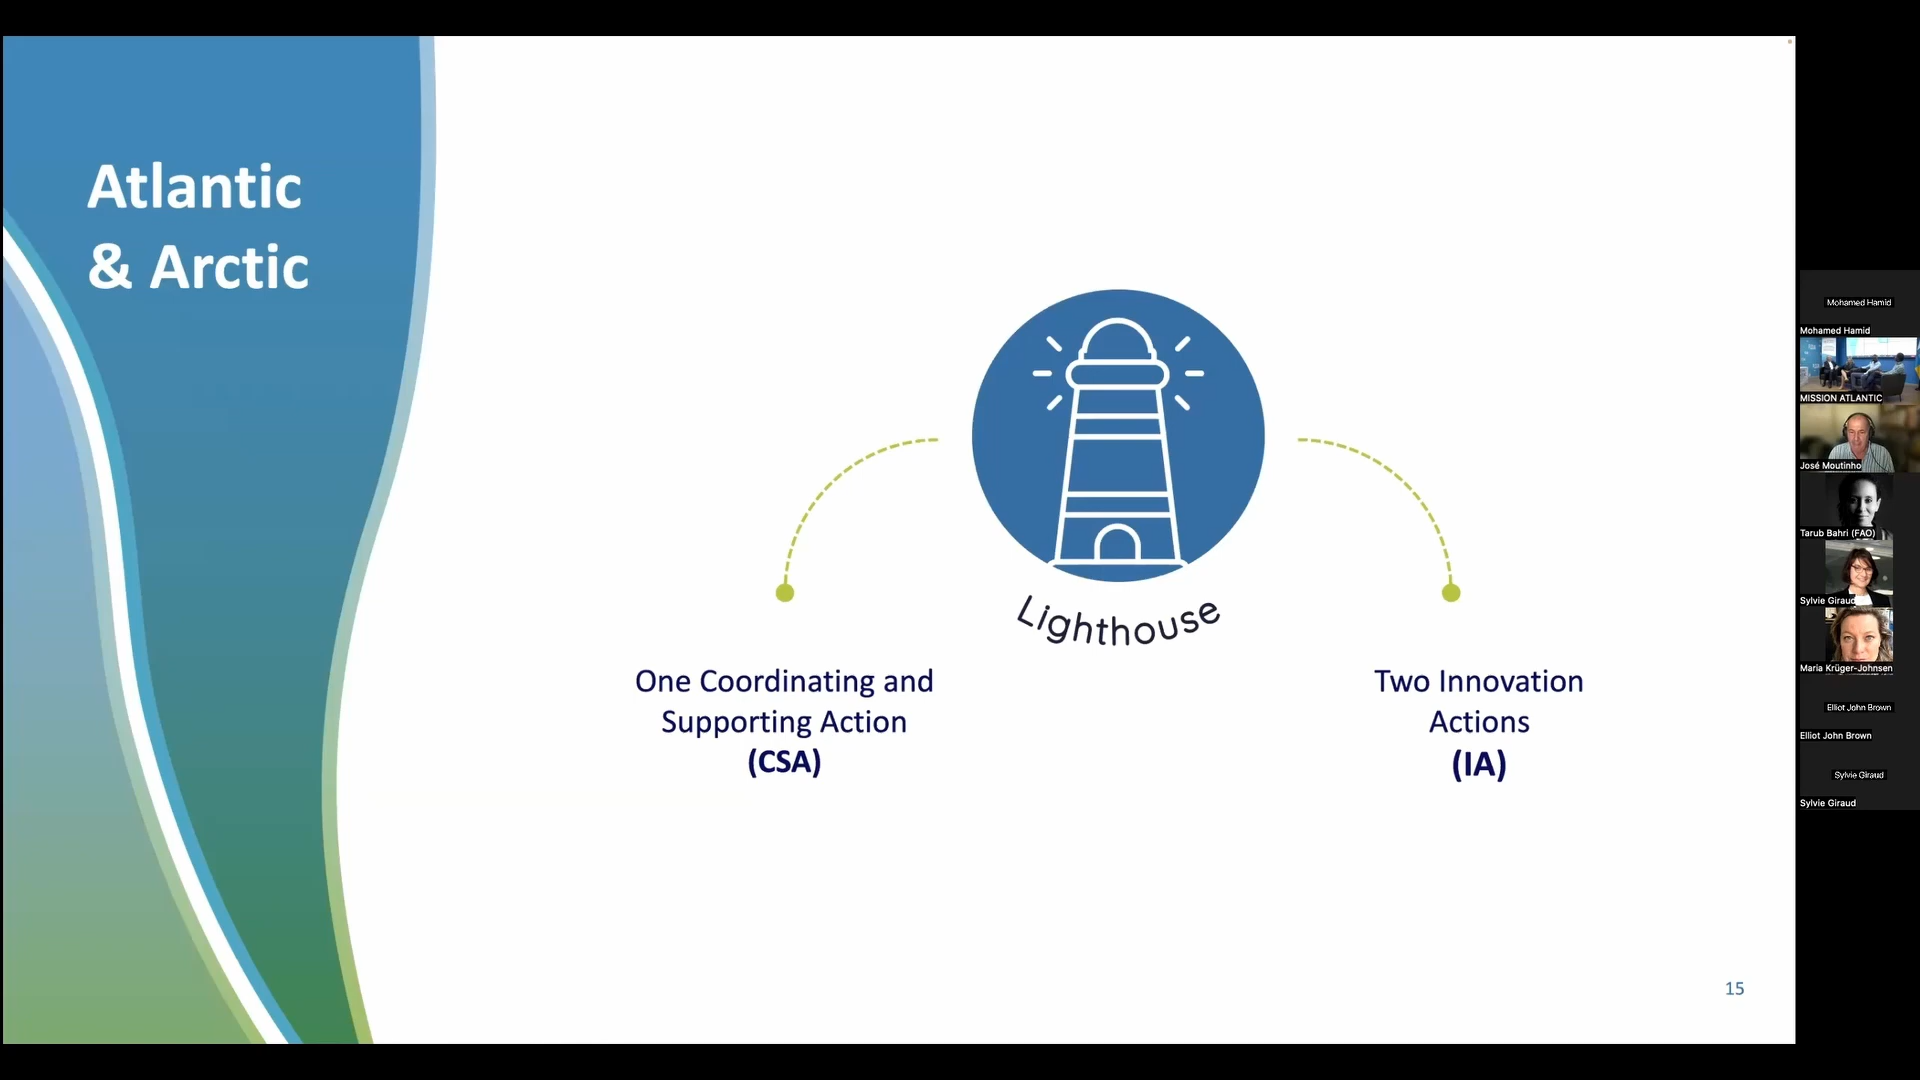 Atlantic
& Arctic
Lighthouse
One Coordinating and
Supporting Action
(CSA)
Two Innovation
Actions
(IA)
15
Mohamed Hamid
Mohamed Hamid
MISSION ATLANTIC
José Moutinho
Tarub Bahri (FAO)
Sylvie Giraud
Maria Krüger-Johnsen
Elliot John Brown
Elliot John Brown
Sylvie Giraud
Sylvie Giraud